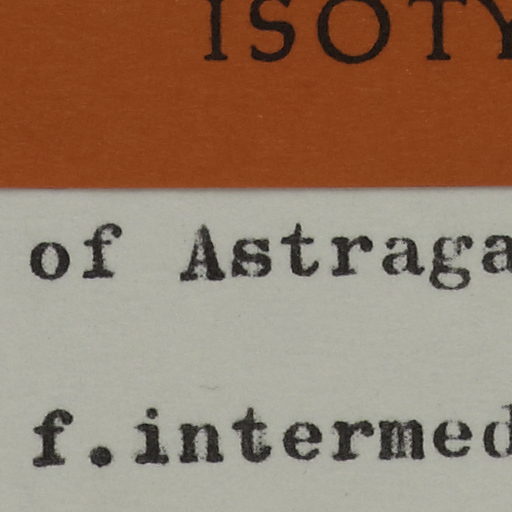 ISOTY
of Astraga
f.intermed